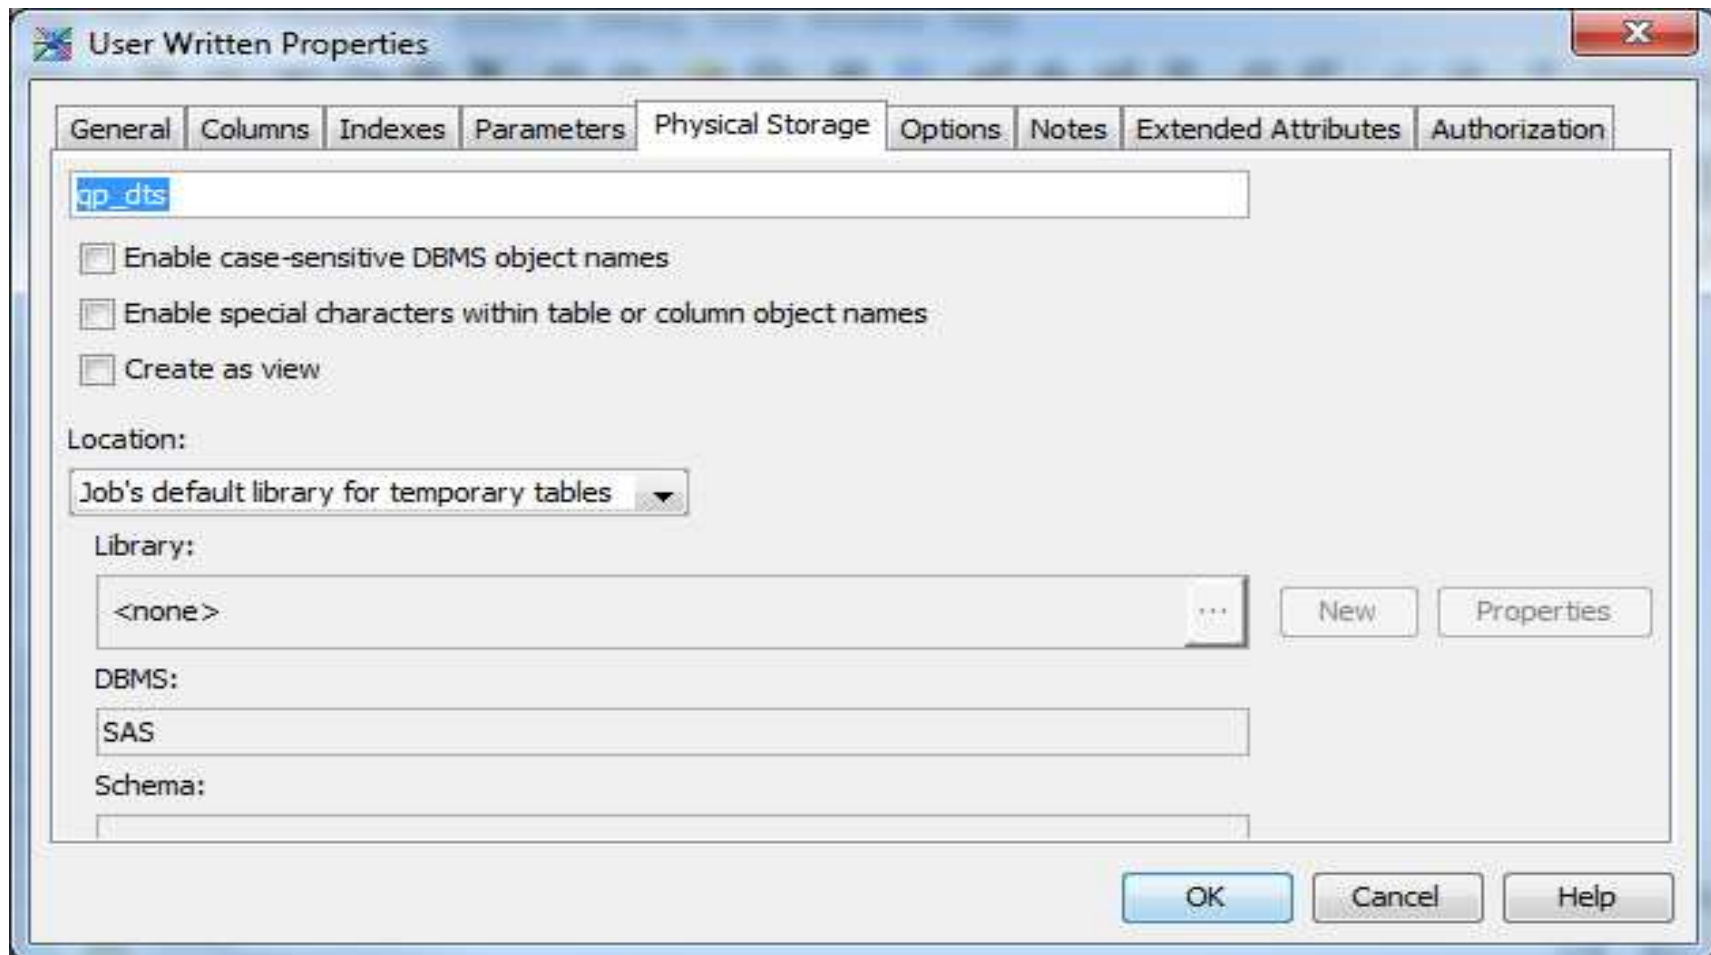 User Written Properties
General Columns Indexes Parameters Physical Storage Options Notes Extended Attributes Authorization
qp_dts
Enable case-sensitive DBMS object names
Enable special characters within table or column object names
Create as view
Location:
Job's default library for temporary tables
Library:
<none> ... New Properties
DBMS:
SAS
Schema:
OK Cancel Help